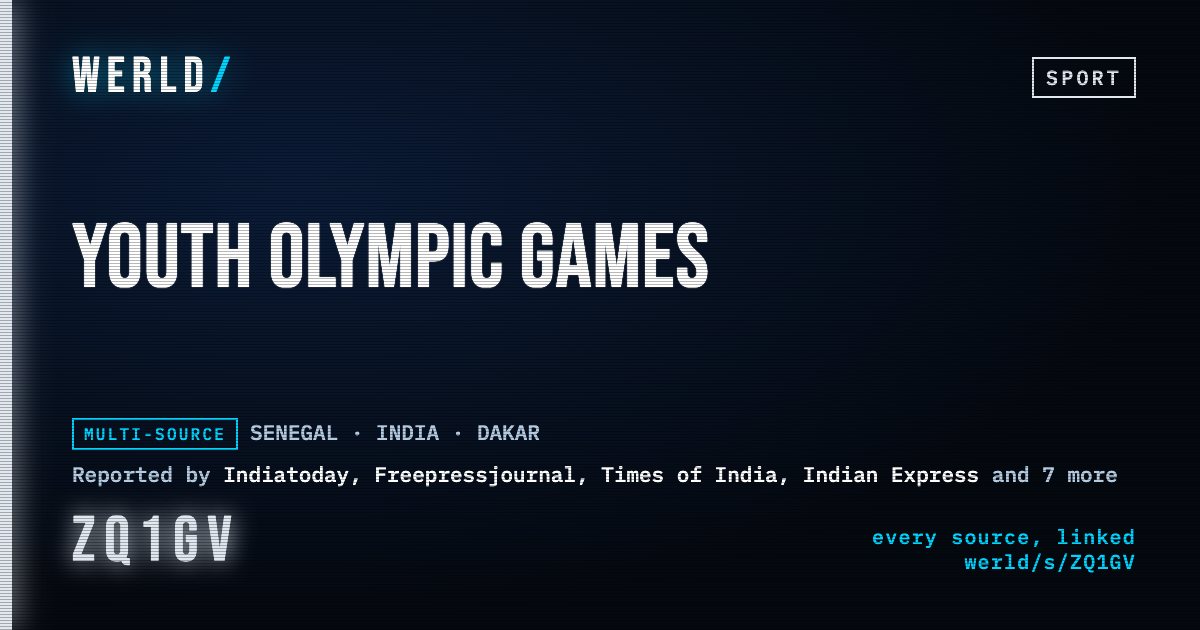 WERLD/
SPORT
YOUTH OLYMPIC GAMES
MULTI-SOURCE SENEGAL · INDIA · DAKAR
Reported by Indiatoday, Freepressjournal, Times of India, Indian Express and 7 more
ZQ1GV
every source, linked
werld/s/ZQ1GV